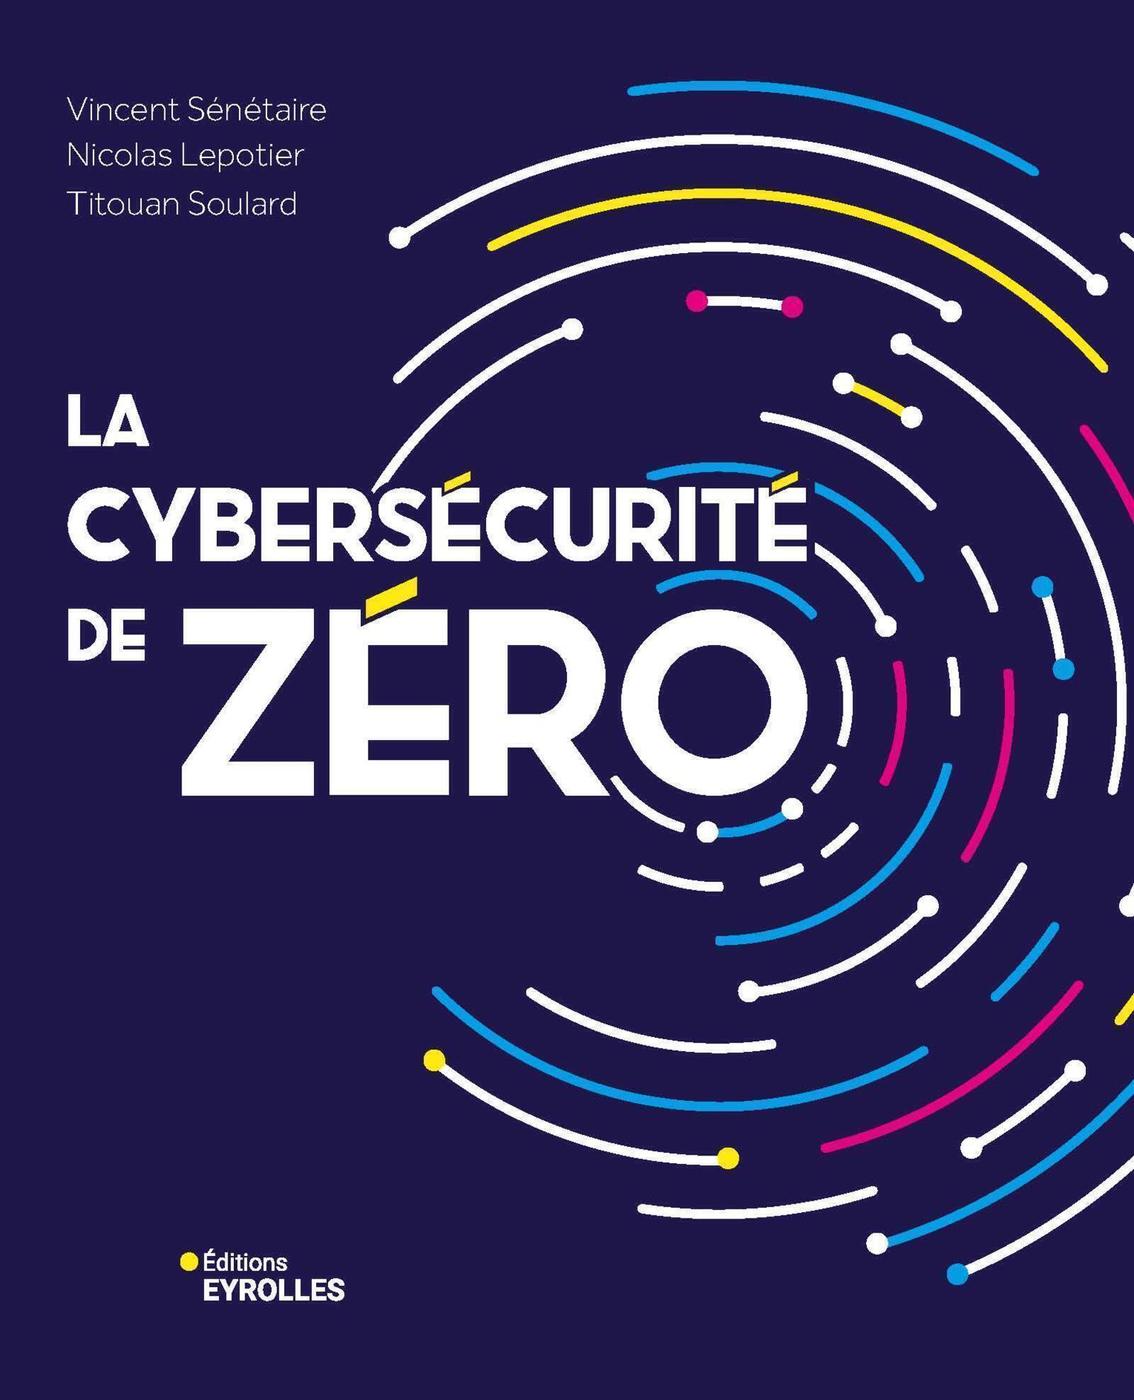 Vincent Sénétaire
Nicolas Lepotier
Titouan Soulard
LA
CYBERSÉCURITÉ
DE ZÉRO
Éditions
EYROLLES